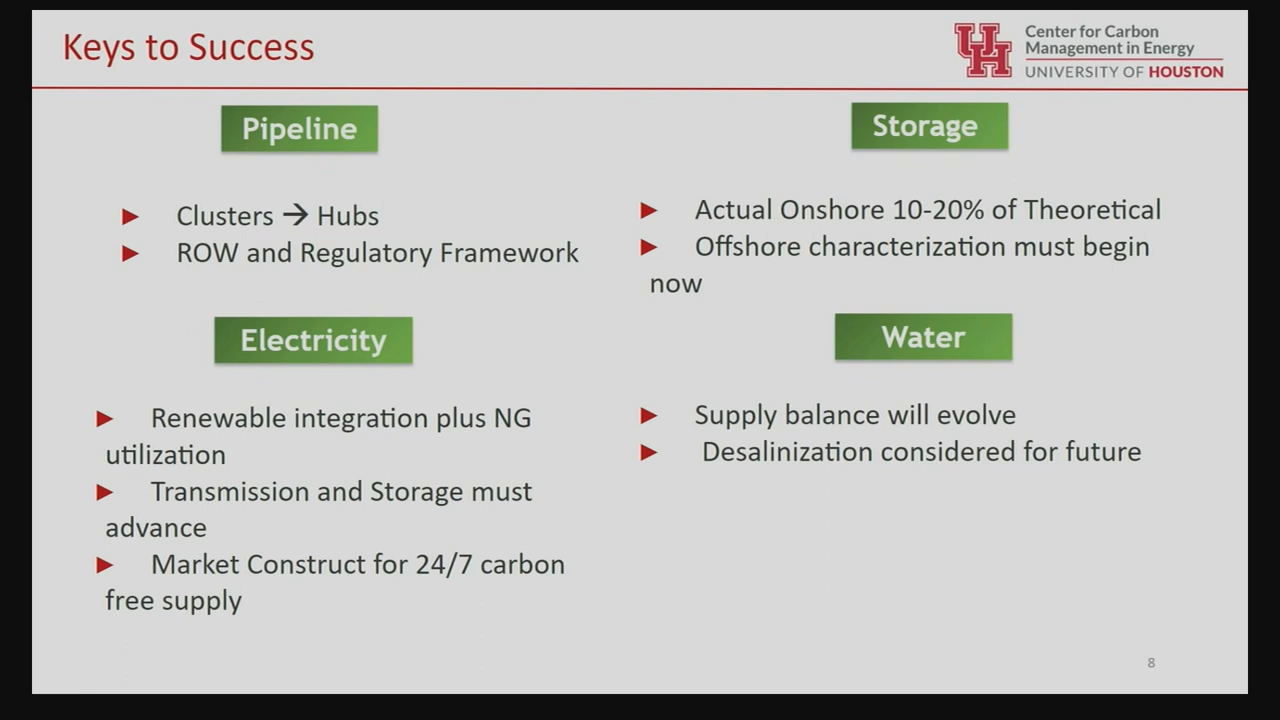 Keys to Success
Center for Carbon
Management in Energy
UNIVERSITY OF HOUSTON
Pipeline
► Clusters → Hubs
► ROW and Regulatory Framework
Storage
► Actual Onshore 10-20% of Theoretical
► Offshore characterization must begin
now
Electricity
► Renewable integration plus NG
utilization
► Transmission and Storage must
advance
► Market Construct for 24/7 carbon
free supply
Water
► Supply balance will evolve
► Desalinization considered for future
8